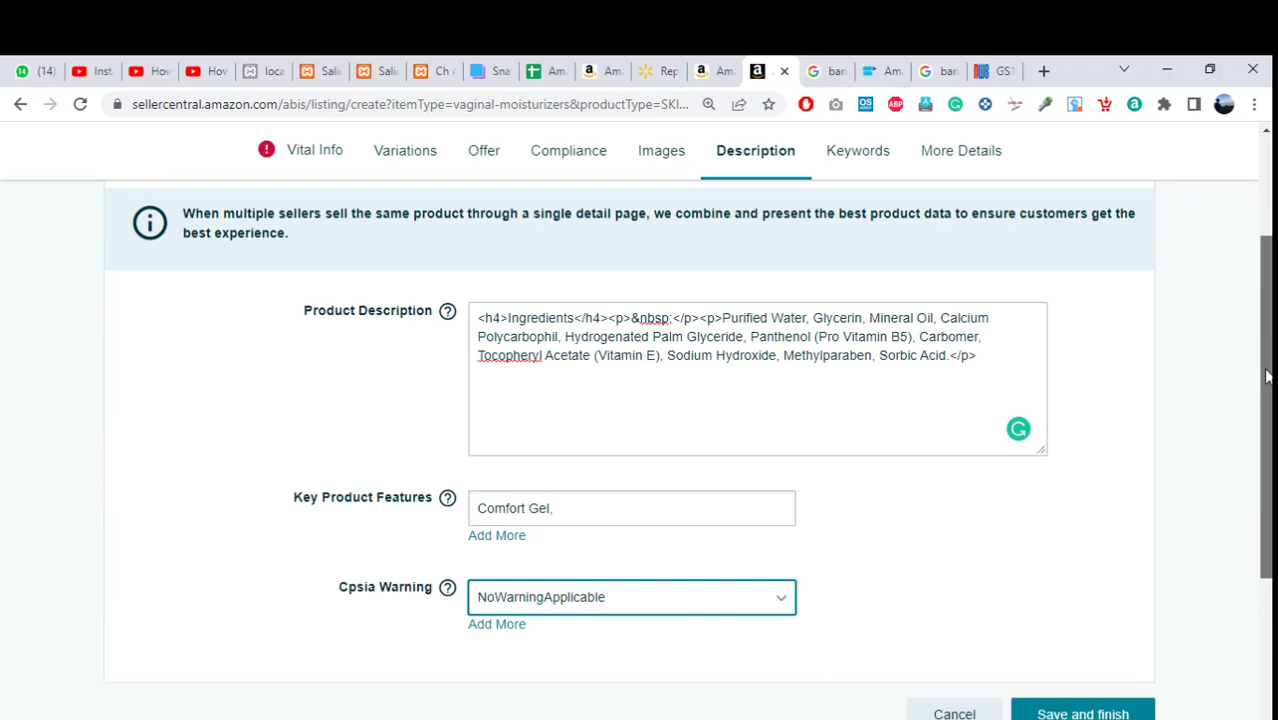 (14) Inst Hov Hov loca Sali Sali Ch Sna Am Am Rep Am bar Am bar GST
sellercentral.amazon.com/abis/listing/create?itemType=vaginal-moisturizers&productType=SKI...
Vital Info Variations Offer Compliance Images Description Keywords More Details
When multiple sellers sell the same product through a single detail page, we combine and present the best product data to ensure customers get the
best experience.
Product Description
<h4>Ingredients</h4><p>&nbsp;</p><p>Purified Water, Glycerin, Mineral Oil, Calcium
Polycarbophil, Hydrogenated Palm Glyceride, Panthenol (Pro Vitamin B5), Carbomer,
Tocopheryl Acetate (Vitamin E), Sodium Hydroxide, Methylparaben, Sorbic Acid.</p>
Key Product Features
Comfort Gel,
Add More
Cpsia Warning
NoWarningApplicable
Add More
Cancel Save and finish